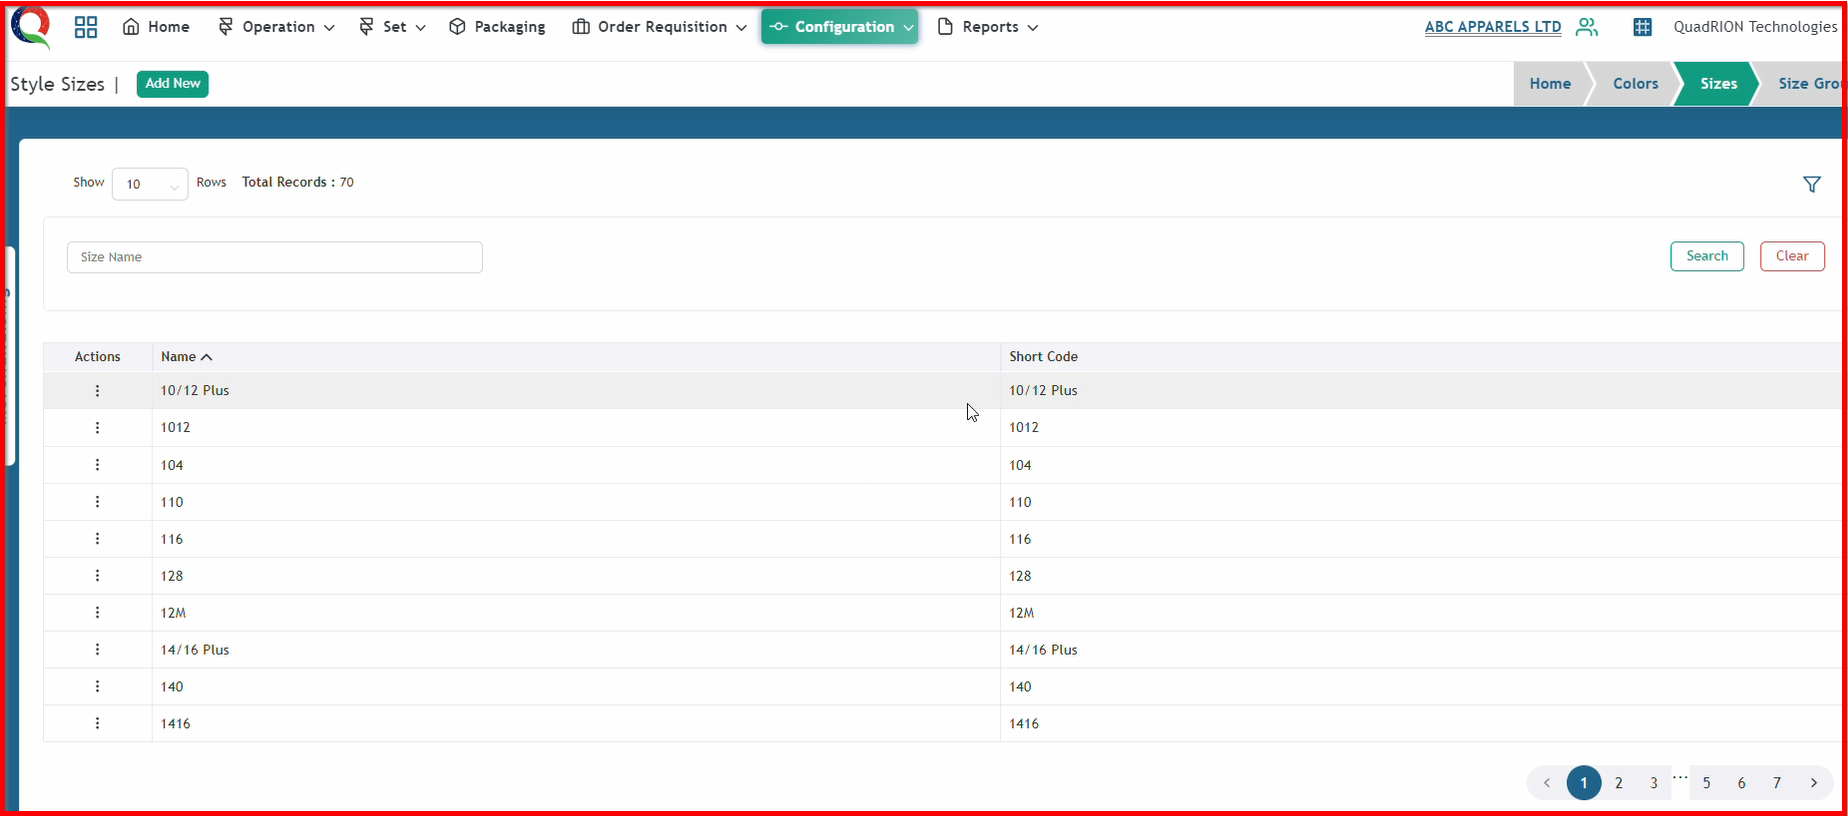 Home Operation Set Packaging Order Requisition Configuration Reports ABC APPARELS LTD QuadRION Technologies
Style Sizes | Add New Home Colors Sizes Size Gro
Show 10 Rows Total Records : 70
Size Name Search Clear
Actions Name Short Code
10/12 Plus 10/12 Plus
1012 1012
104 104
110 110
116 116
128 128
12M 12M
14/16 Plus 14/16 Plus
140 140
1416 1416
< 1 2 3 ... 5 6 7 >